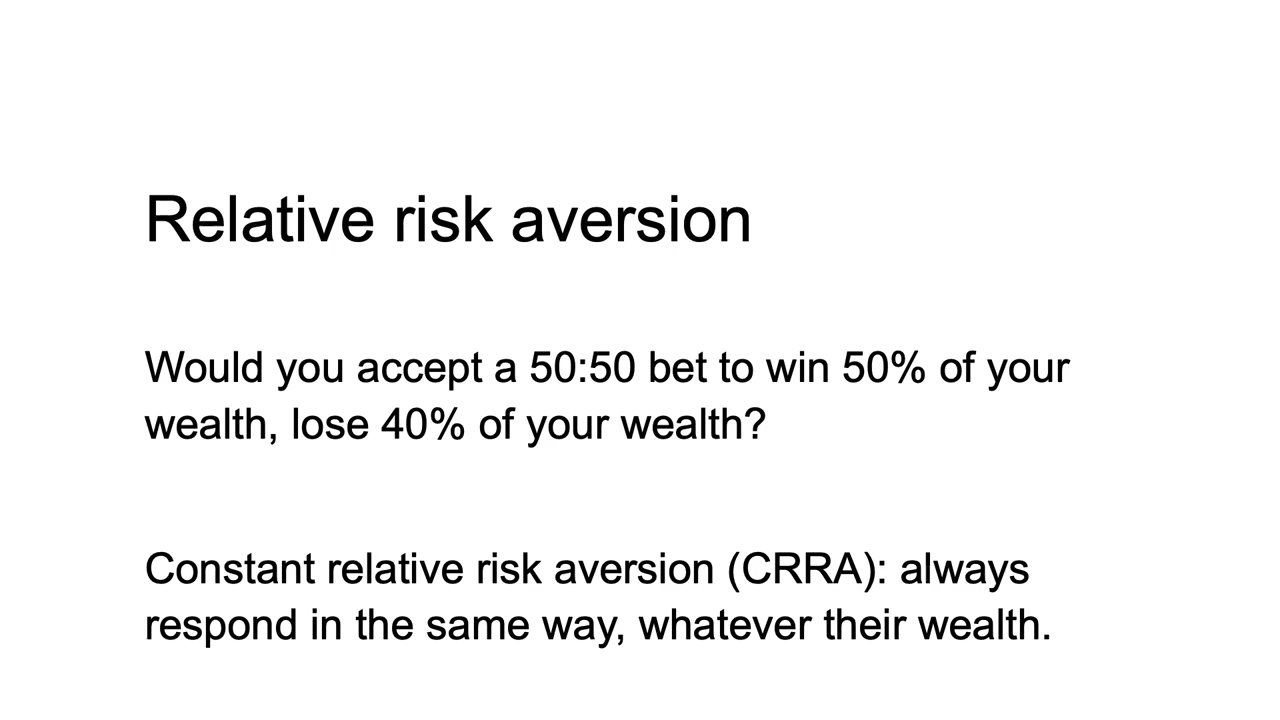 Relative risk aversion
Would you accept a 50:50 bet to win 50% of your
wealth, lose 40% of your wealth?
Constant relative risk aversion (CRRA): always
respond in the same way, whatever their wealth.